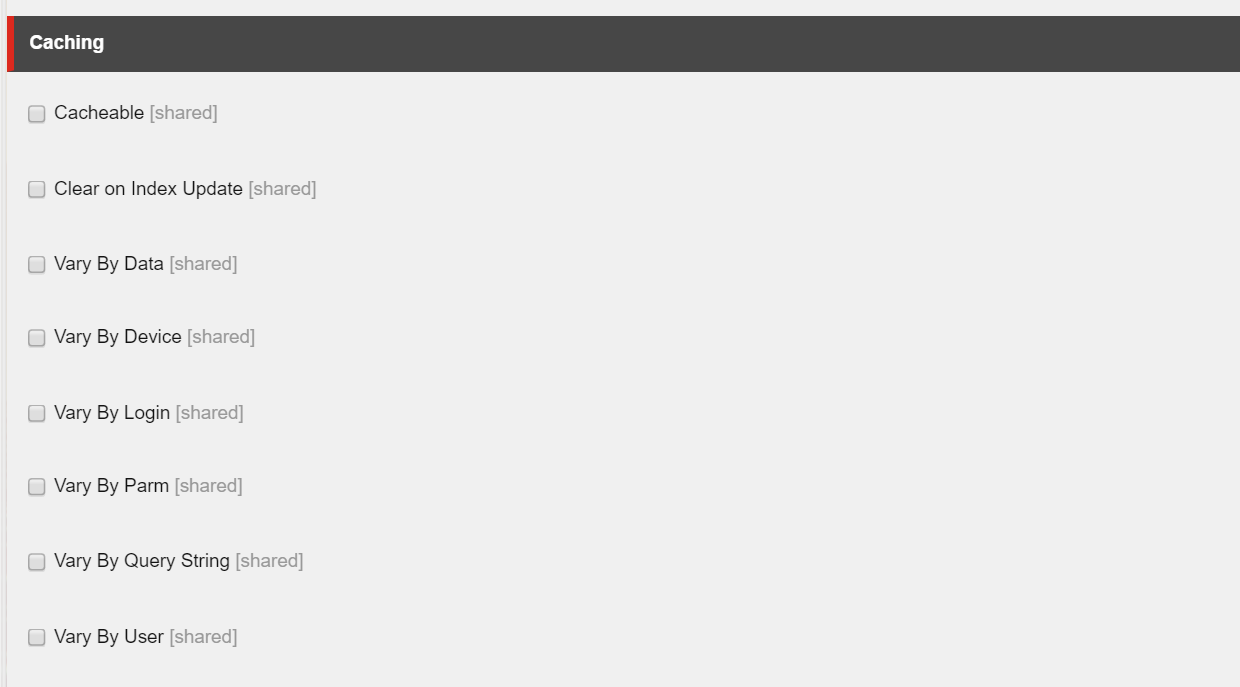 Caching
Cacheable [shared]
Clear on Index Update [shared]
Vary By Data [shared]
Vary By Device [shared]
Vary By Login [shared]
Vary By Parm [shared]
Vary By Query String [shared]
Vary By User [shared]